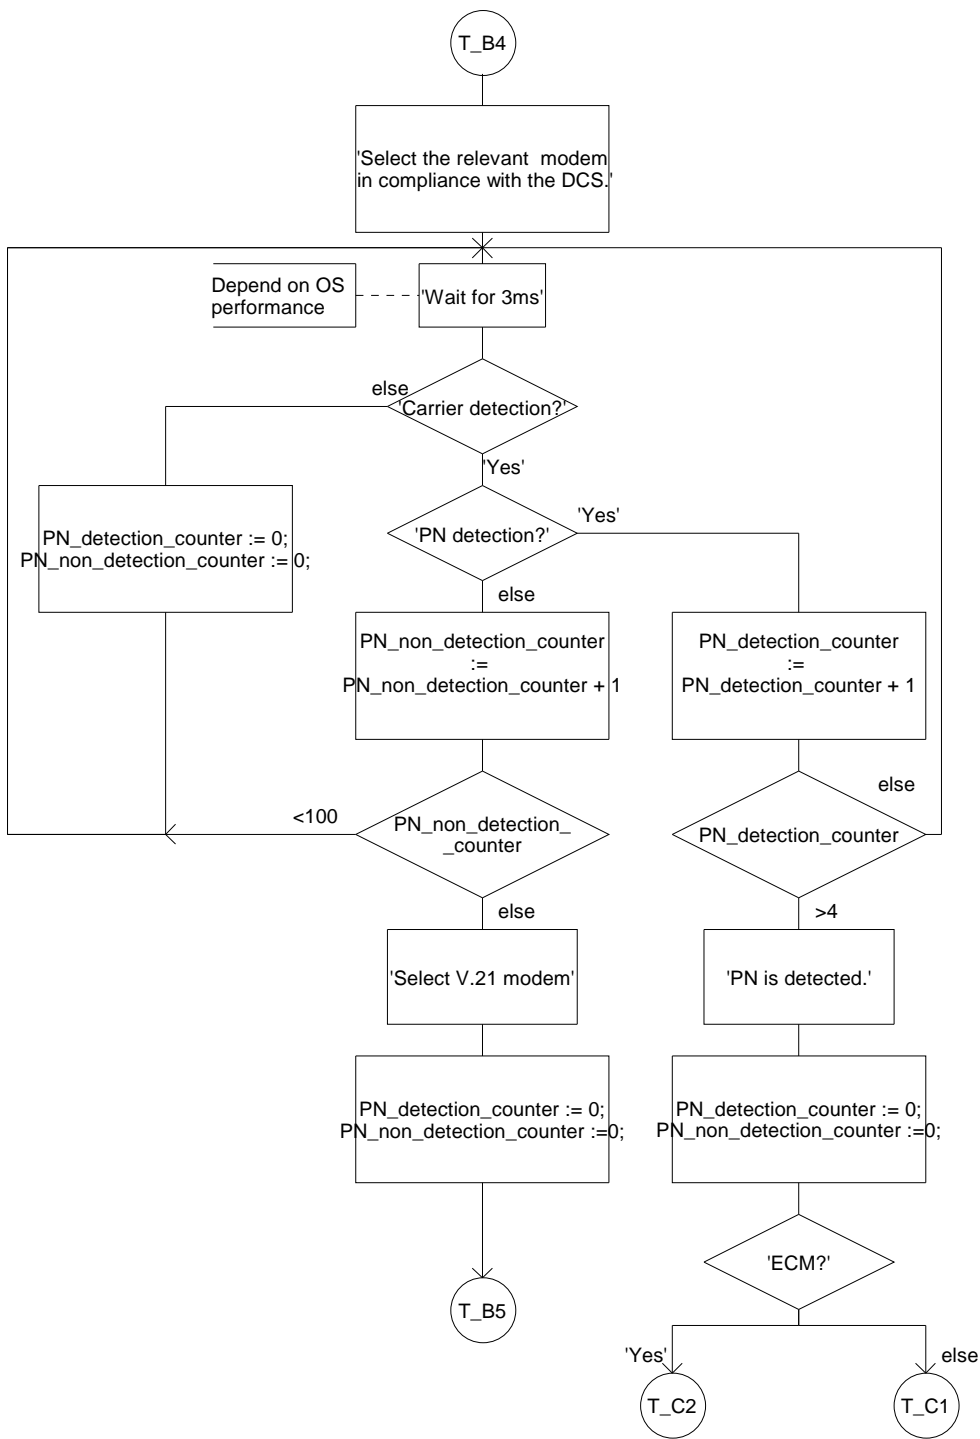 T_B4
'Select the relevant  modem
in compliance with the DCS.'
Depend on OS
performance
'Wait for 3ms'
else
'Carrier detection?'
'Yes'
'PN detection?'
'Yes'
else
PN_detection_counter := 0;
PN_non_detection_counter := 0;
PN_non_detection_counter
:=
PN_non_detection_counter + 1
PN_detection_counter
:=
PN_detection_counter + 1
<100
PN_non_detection_
_counter
else
PN_detection_counter
else
>4
'Select V.21 modem'
'PN is detected.'
PN_detection_counter := 0;
PN_non_detection_counter :=0;
PN_detection_counter := 0;
PN_non_detection_counter :=0;
'ECM?'
T_B5
'Yes'
else
T_C2
T_C1